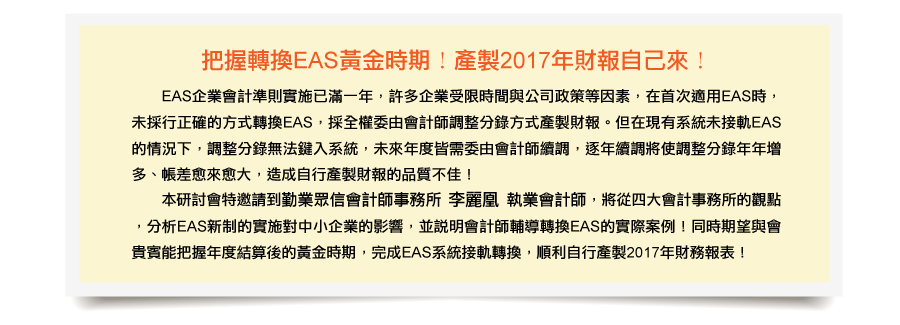 把握轉換EAS黃金時期！產製2017年財報自己來！
EAS企業會計準則實施已滿一年，許多企業受限時間與公司政策等因素，在首次適用EAS時，
未採行正確的方式轉換EAS，採全權委由會計師調整分錄方式產製財報。但在現有系統未接軌EAS
的情況下，調整分錄無法鍵入系統，未來年度皆需委由會計師續調，逐年續調將使調整分錄年年增
多、帳差愈來愈大，造成自行產製財報的品質不佳！
本研討會特邀請到勤業眾信會計師事務所 李麗凰 執業會計師，將從四大會計事務所的觀點
，分析EAS新制的實施對中小企業的影響，並説明會計師輔導轉換EAS的實際案例！同時期望與會
貴賓能把握年度結算後的黃金時期，完成EAS系統接軌轉換，順利自行產製2017年財務報表！